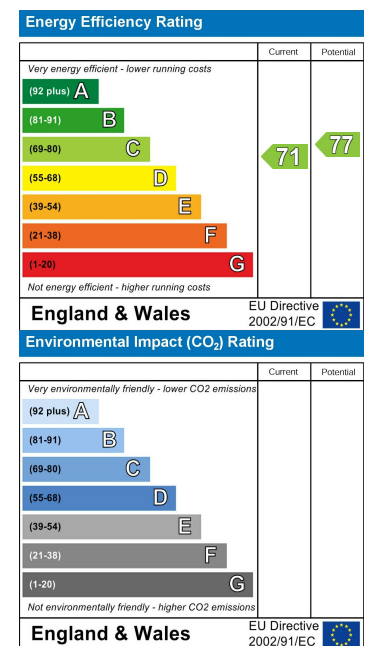 Energy Efficiency Rating
Current Potential
Very energy efficient - lower running costs
(92 plus) A
(81-91) B
(69-80) C
(55-68) D
(39-54) E
(21-38) F
(1-20) G
71
77
Not energy efficient - higher running costs
England & Wales
EU Directive
2002/91/EC
Environmental Impact (CO2) Rating
Current Potential
Very environmentally friendly - lower CO2 emissions
(92 plus) A
(81-91) B
(69-80) C
(55-68) D
(39-54) E
(21-38) F
(1-20) G
Not environmentally friendly - higher CO2 emissions
England & Wales
EU Directive
2002/91/EC